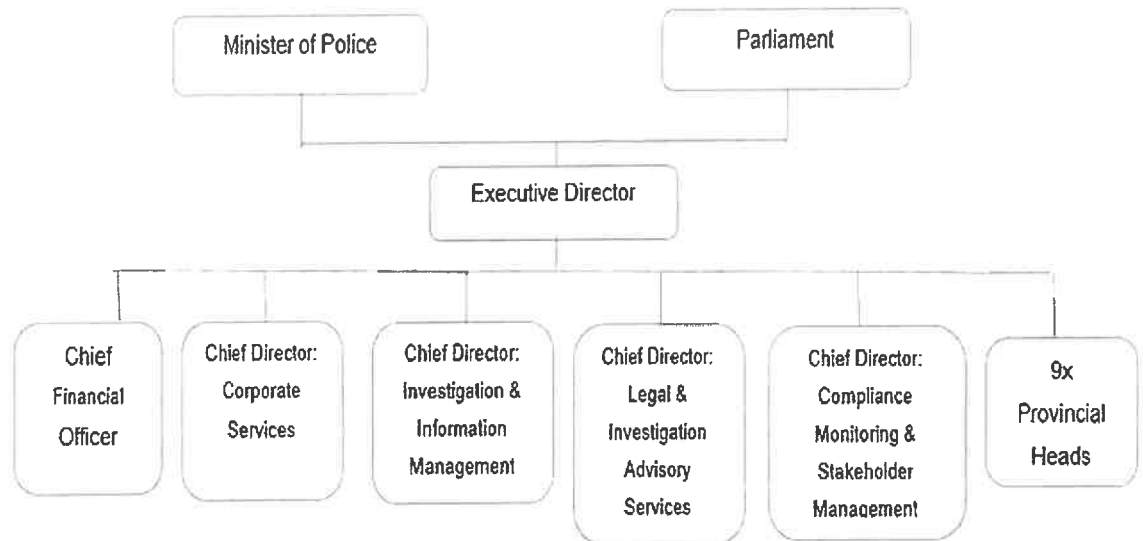 Minister of Police
Parliament
Executive Director
Chief
Financial
Officer
Chief Director:
Corporate
Services
Chief Director:
Investigation &
Information
Management
Chief Director:
Legal &
Investigation
Advisory
Services
Chief Director:
Compliance
Monitoring &
Stakeholder
Management
9x
Provincial
Heads